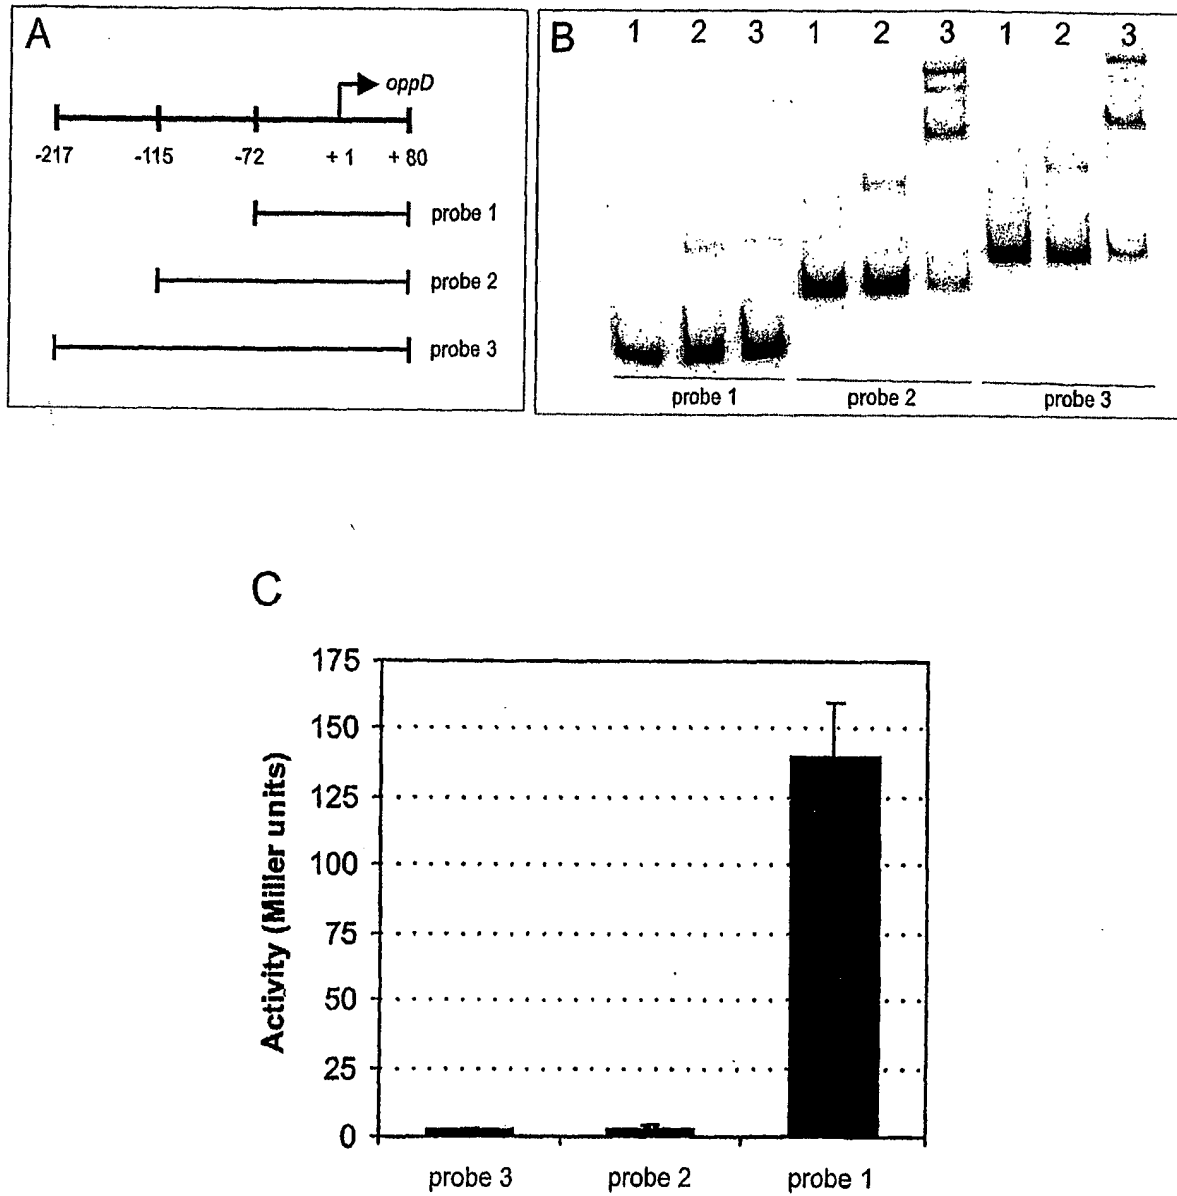 A
oppD
-217 -115 -72 + 1 + 80
probe 1
probe 2
probe 3
B
1 2 3 1 2 3 1 2 3
probe 1 probe 2 probe 3
C
175
150
125
100
75
50
25
0
Activity (Miller units)
probe 3 probe 2 probe 1